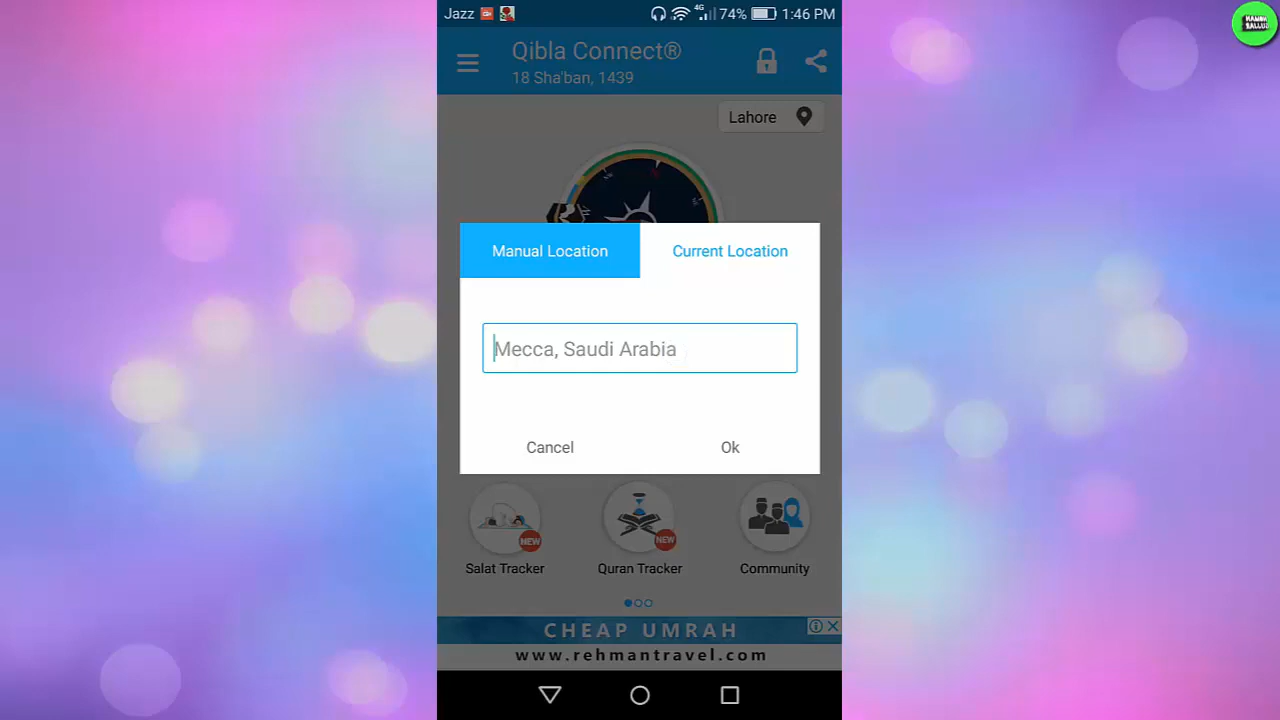 Jazz
4G
74%
1:46 PM
Qibla Connect®
18 Sha'ban, 1439
Lahore
Manual Location
Current Location
Mecca, Saudi Arabia
Cancel
Ok
NEW
NEW
Salat Tracker
Quran Tracker
Community
CHEAP UMRAH
www.rehmantravel.com